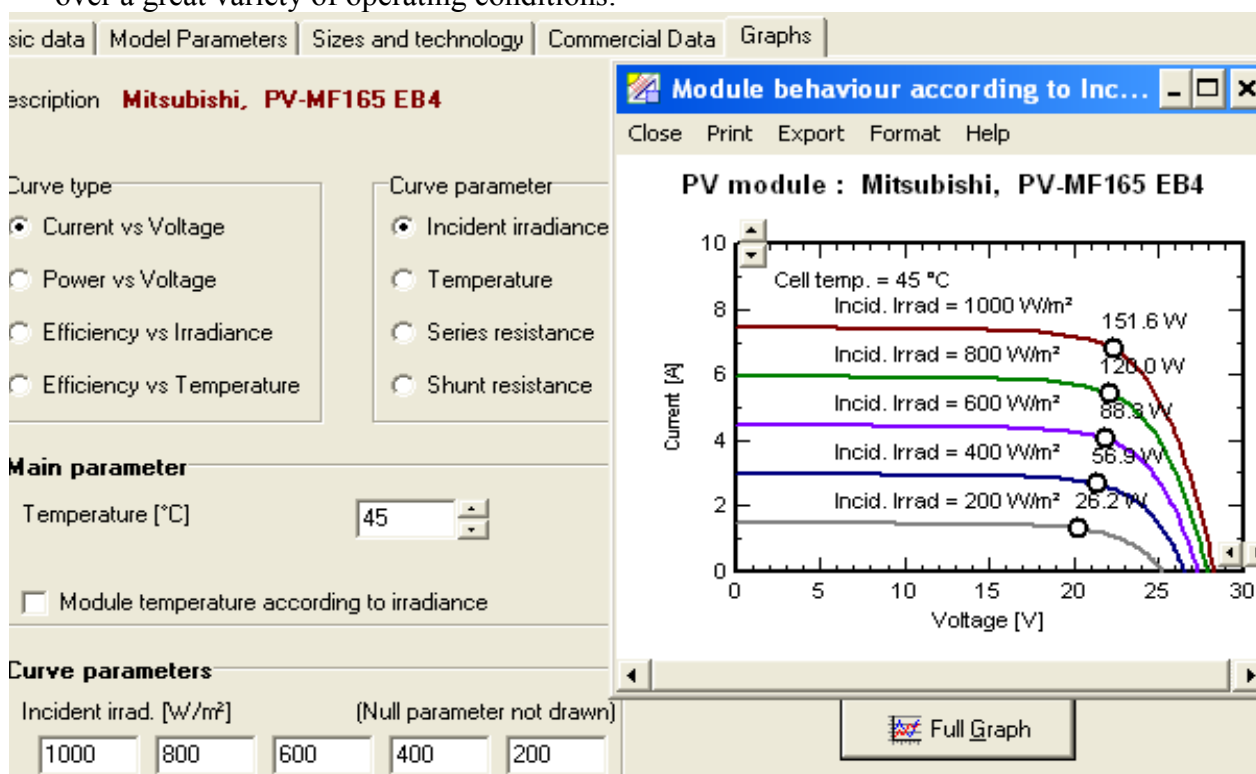 over a great variety of operating conditions.
sic data Model Parameters Sizes and technology Commercial Data Graphs
escription Mitsubishi, PV-MF165 EB4
Curve type
Current vs Voltage
Power vs Voltage
Efficiency vs Irradiance
Efficiency vs Temperature
Curve parameter
Incident irradiance
Temperature
Series resistance
Shunt resistance
Main parameter
Temperature [°C] 45
Module temperature according to irradiance
Curve parameters
Incident irrad. [W/m²] (Null parameter not drawn)
1000 800 600 400 200
Module behaviour according to Inc...
Close Print Export Format Help
PV module : Mitsubishi, PV-MF165 EB4
Cell temp. = 45 °C
Incid. Irrad = 1000 W/m²
151.6 W
Incid. Irrad = 800 W/m²
120.0 W
Incid. Irrad = 600 W/m²
88.3 W
Incid. Irrad = 400 W/m²
56.9 W
Incid. Irrad = 200 W/m²
26.2 W
Current [A]
10
8
6
4
2
0
0 5 10 15 20 25 30
Voltage [V]
Full Graph